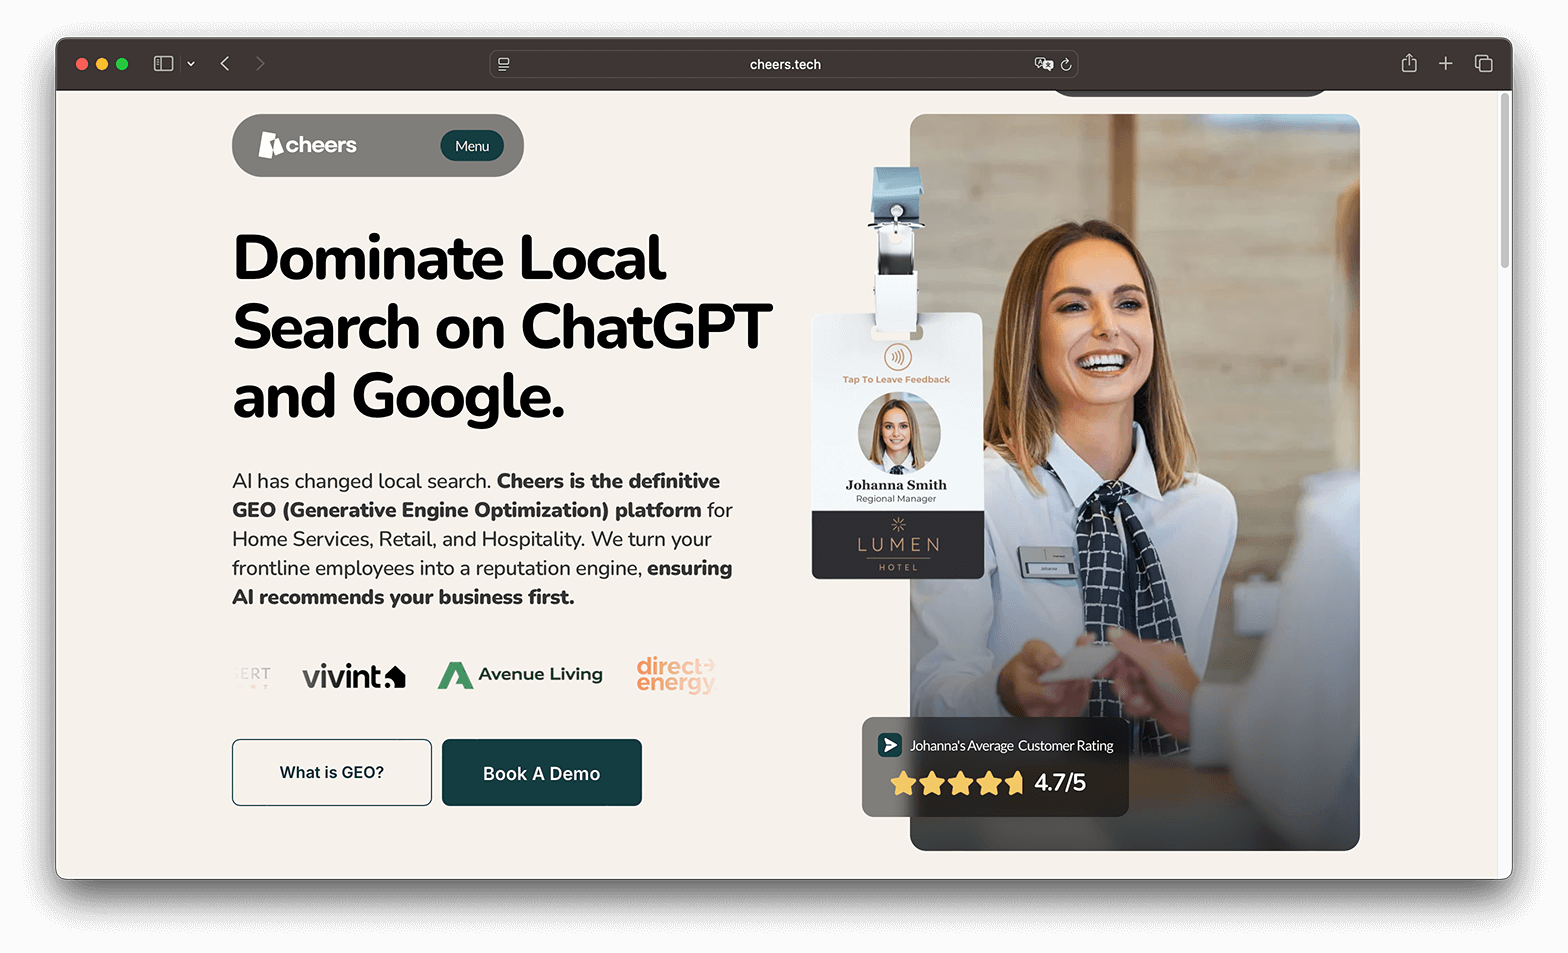 cheers.tech
cheers
Menu
Dominate Local
Search on ChatGPT
and Google.
AI has changed local search. Cheers is the definitive
GEO (Generative Engine Optimization) platform for
Home Services, Retail, and Hospitality. We turn your
frontline employees into a reputation engine, ensuring
AI recommends your business first.
vivint
Avenue Living
direct
energy
What is GEO?
Book A Demo
Tap To Leave Feedback
Johanna Smith
Regional Manager
LUMEN
HOTEL
Johanna
Johanna's Average Customer Rating
4.7/5